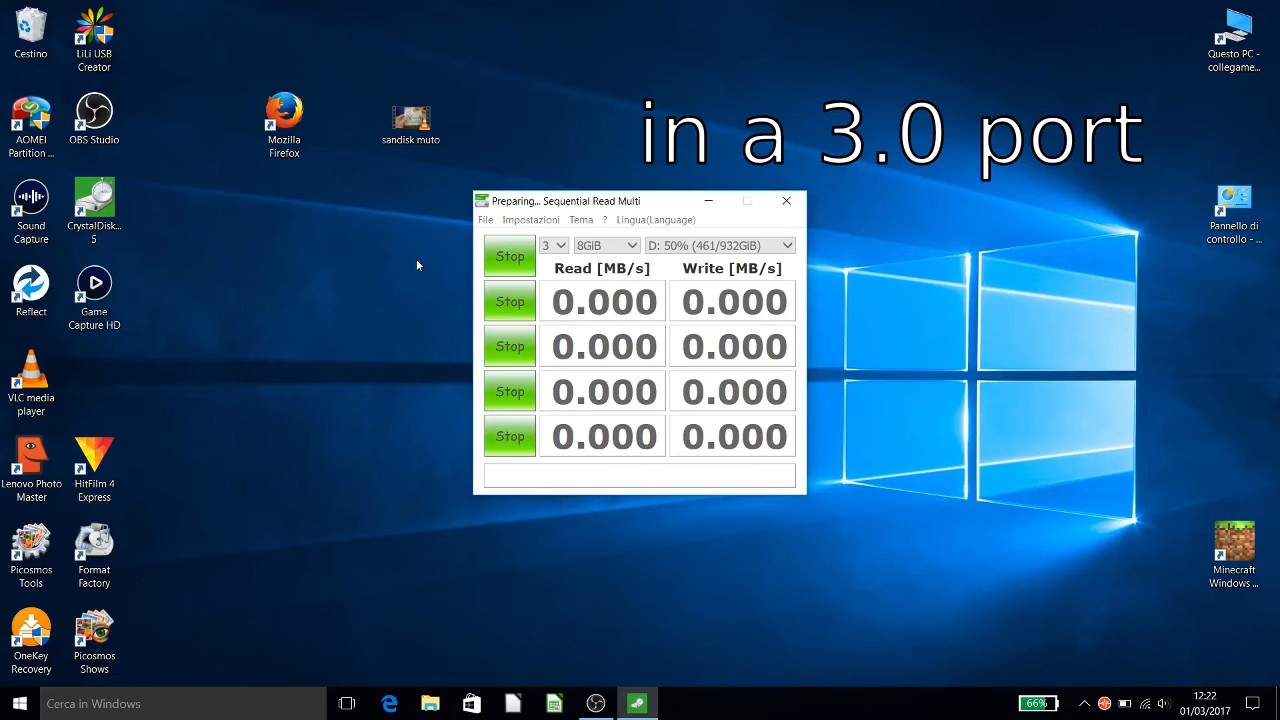 Cestino
LiLi USB
Creator
Questo PC -
collegame...
AOMEI
Partition ...
OBS Studio
Mozilla
Firefox
sandisk muto
in a 3.0 port
Sound
Capture
CrystalDisk...
5
Pannello di
controllo - ...
Preparing... Sequential Read Multi
File Impostazioni Tema ? Lingua(Language)
Stop 3 8GiB D: 50% (461/932GiB)
Read [MB/s] Write [MB/s]
Stop 0.000 0.000
Stop 0.000 0.000
Stop 0.000 0.000
Stop 0.000 0.000
Reflect
Game
Capture HD
VLC media
player
Lenovo Photo
Master
HitFilm 4
Express
Picosmos
Tools
Format
Factory
Minecraft
Windows ...
OneKey
Recovery
Picosmos
Shows
Cerca in Windows
66%
12:22
01/03/2017